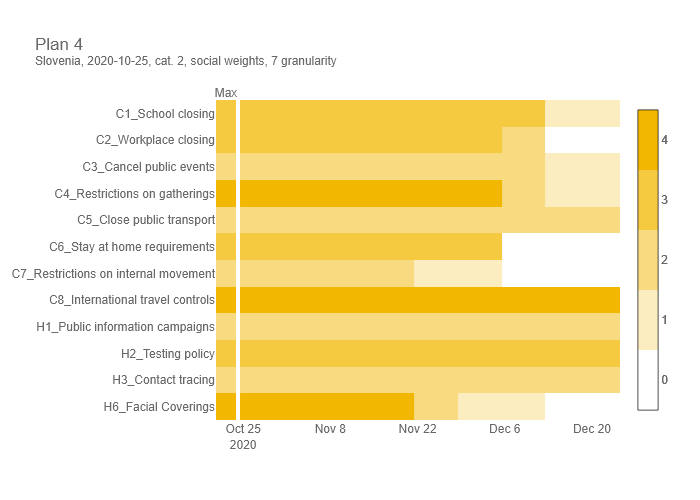 Plan 4
Slovenia, 2020-10-25, cat. 2, social weights, 7 granularity
Max
C1_School closing
C2_Workplace closing
C3_Cancel public events
C4_Restrictions on gatherings
C5_Close public transport
C6_Stay at home requirements
C7_Restrictions on internal movement
C8_International travel controls
H1_Public information campaigns
H2_Testing policy
H3_Contact tracing
H6_Facial Coverings
Oct 25 Nov 8 Nov 22 Dec 6 Dec 20
2020
4
3
2
1
0